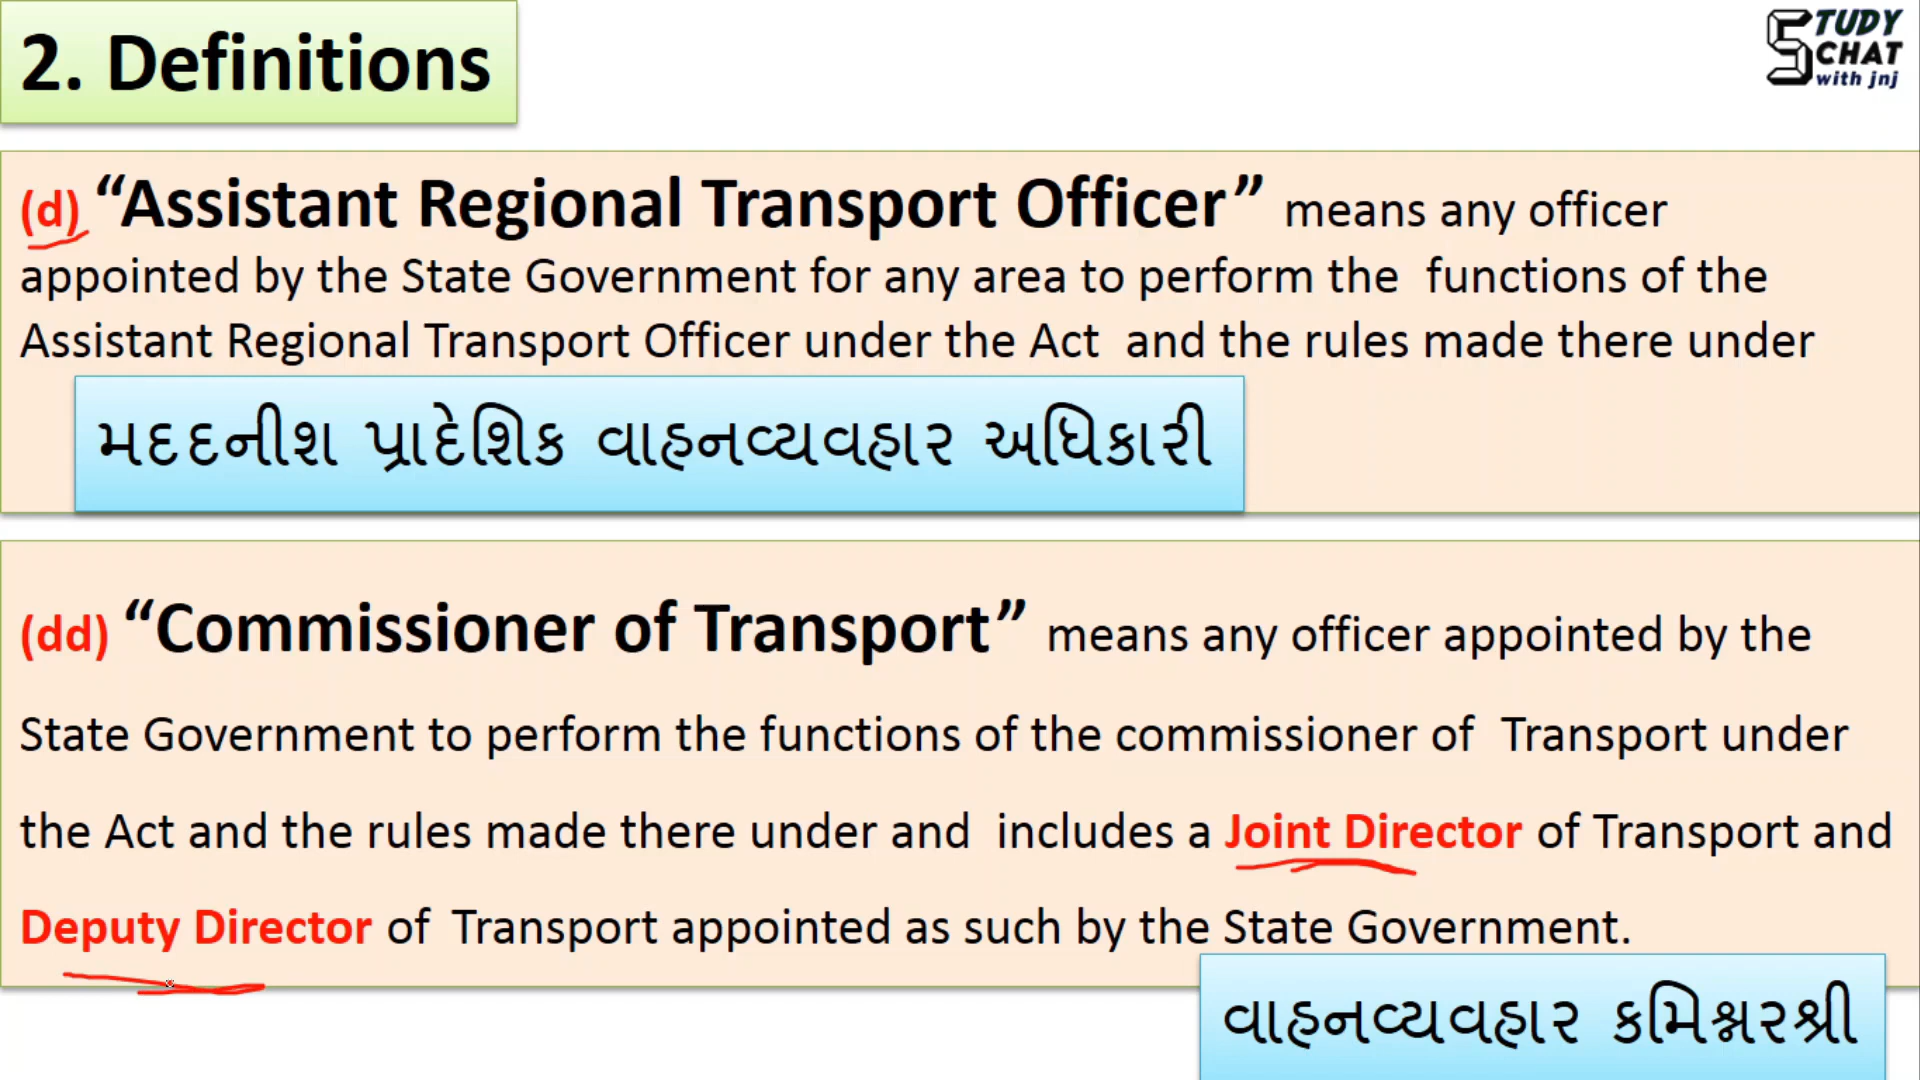 2. Definitions
STUDY
CHAT
with jnj
(d) “Assistant Regional Transport Officer” means any officer
appointed by the State Government for any area to perform the functions of the
Assistant Regional Transport Officer under the Act and the rules made there under
મદદનીશ પ્રાદેશિક વાહનવ્યવહાર અધિકારી
(dd) “Commissioner of Transport” means any officer appointed by the
State Government to perform the functions of the commissioner of Transport under
the Act and the rules made there under and includes a Joint Director of Transport and
Deputy Director of Transport appointed as such by the State Government.
વાહનવ્યવહાર કમિશ્નરશ્રી